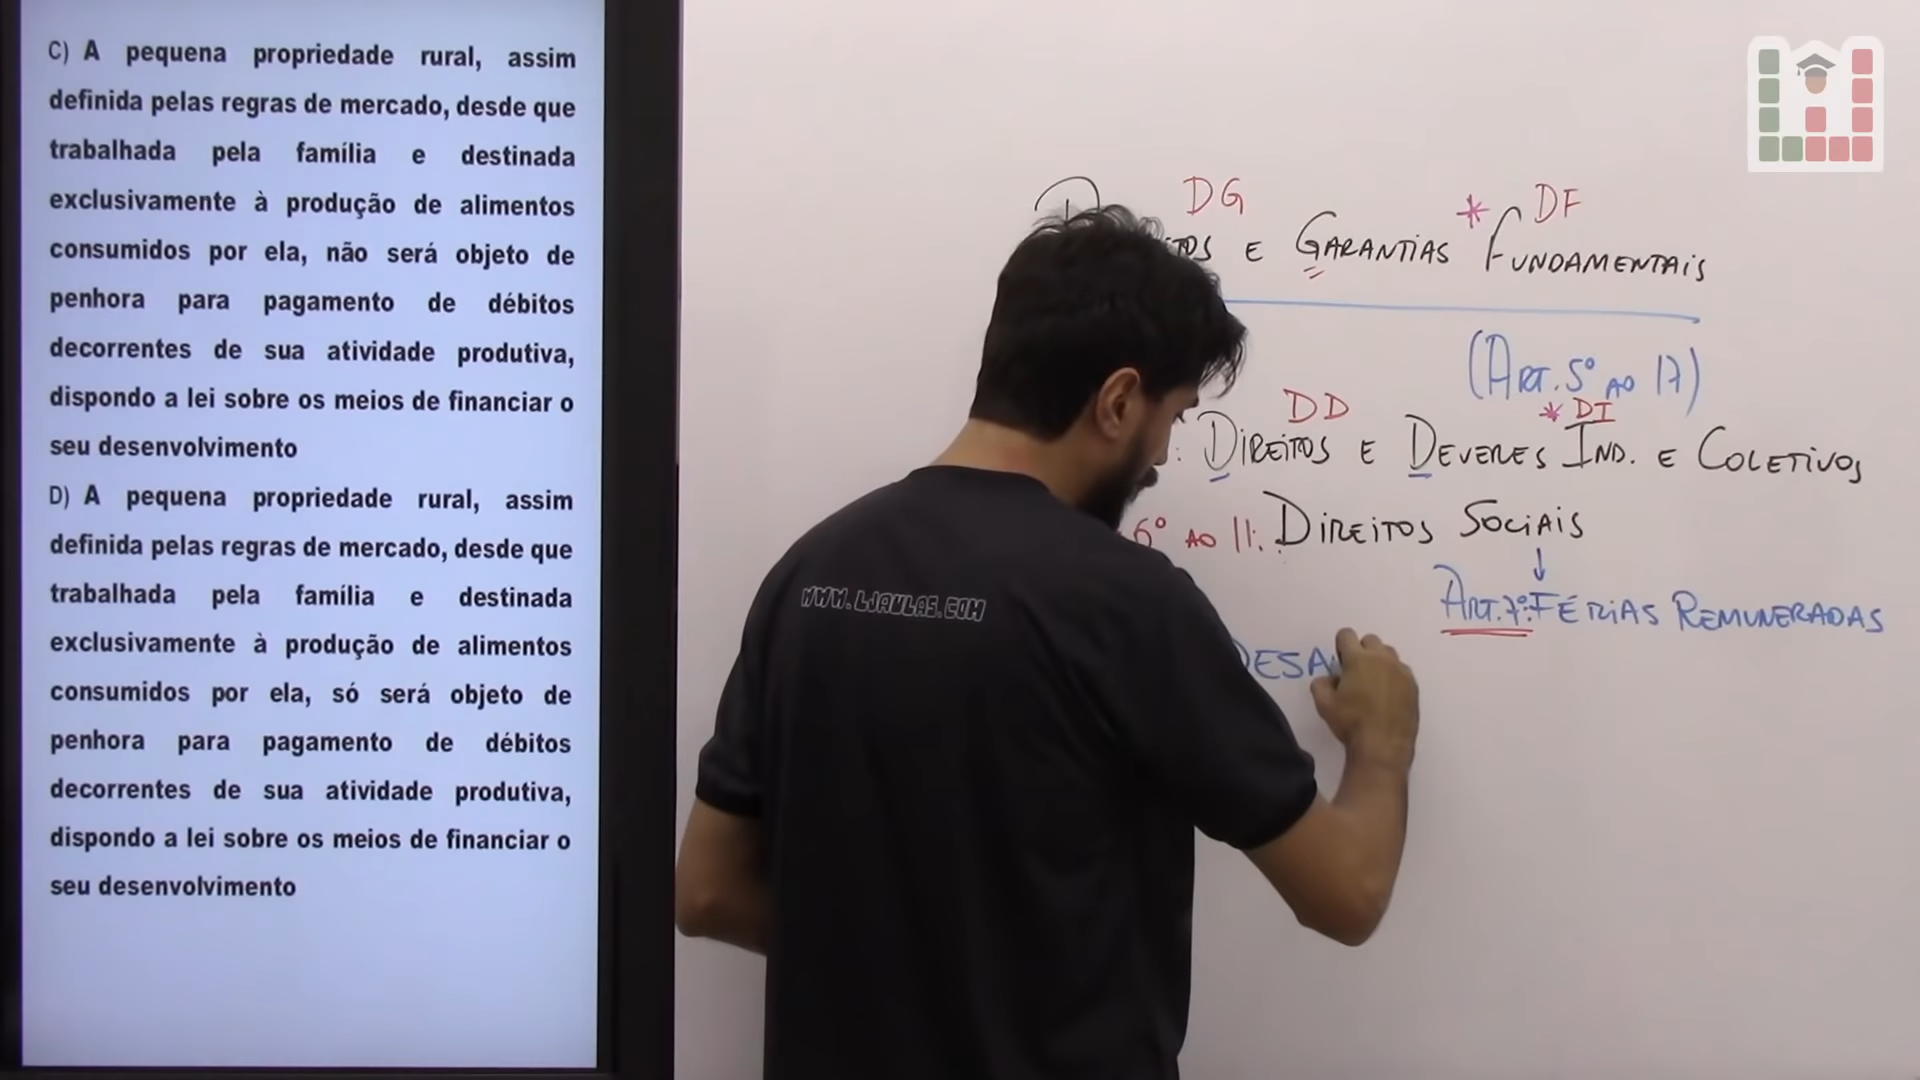 C) A pequena propriedade rural, assim
definida pelas regras de mercado, desde que
trabalhada pela família e destinada
exclusivamente à produção de alimentos
consumidos por ela, não será objeto de
penhora para pagamento de débitos
decorrentes de sua atividade produtiva,
dispondo a lei sobre os meios de financiar o
seu desenvolvimento
D) A pequena propriedade rural, assim
definida pelas regras de mercado, desde que
trabalhada pela família e destinada
exclusivamente à produção de alimentos
consumidos por ela, só será objeto de
penhora para pagamento de débitos
decorrentes de sua atividade produtiva,
dispondo a lei sobre os meios de financiar o
seu desenvolvimento
DG * DF
E GARANTIAS FUNDAMENTAIS
(ART. 5º AO 17)
DD * DI
: DIREITOS E DEVERES IND. E COLETIVOS
6º AO 11: DIREITOS SOCIAIS
ART. 7º: FÉRIAS REMUNERADAS
DESA
WWW.LJAULAS.COM